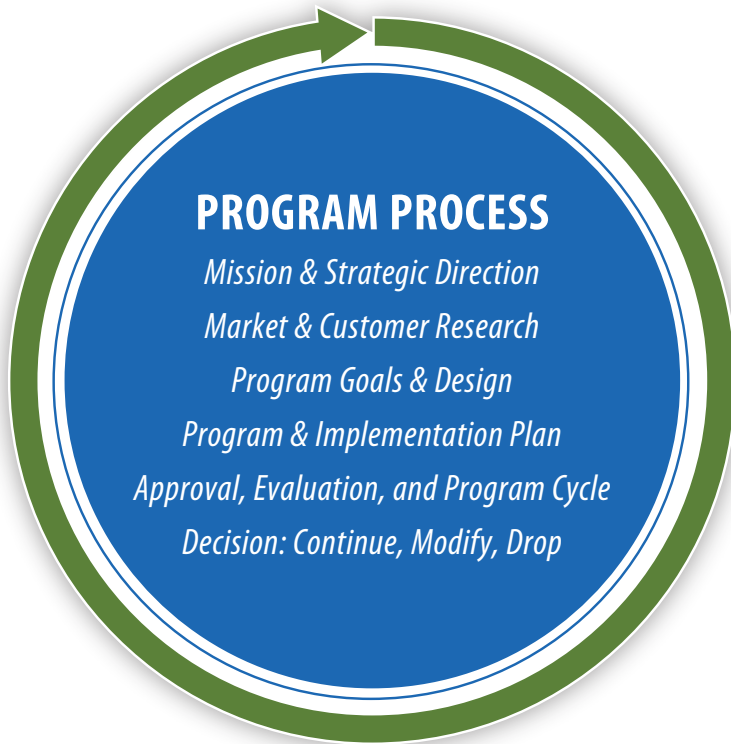 PROGRAM PROCESS
Mission & Strategic Direction
Market & Customer Research
Program Goals & Design
Program & Implementation Plan
Approval, Evaluation, and Program Cycle
Decision: Continue, Modify, Drop